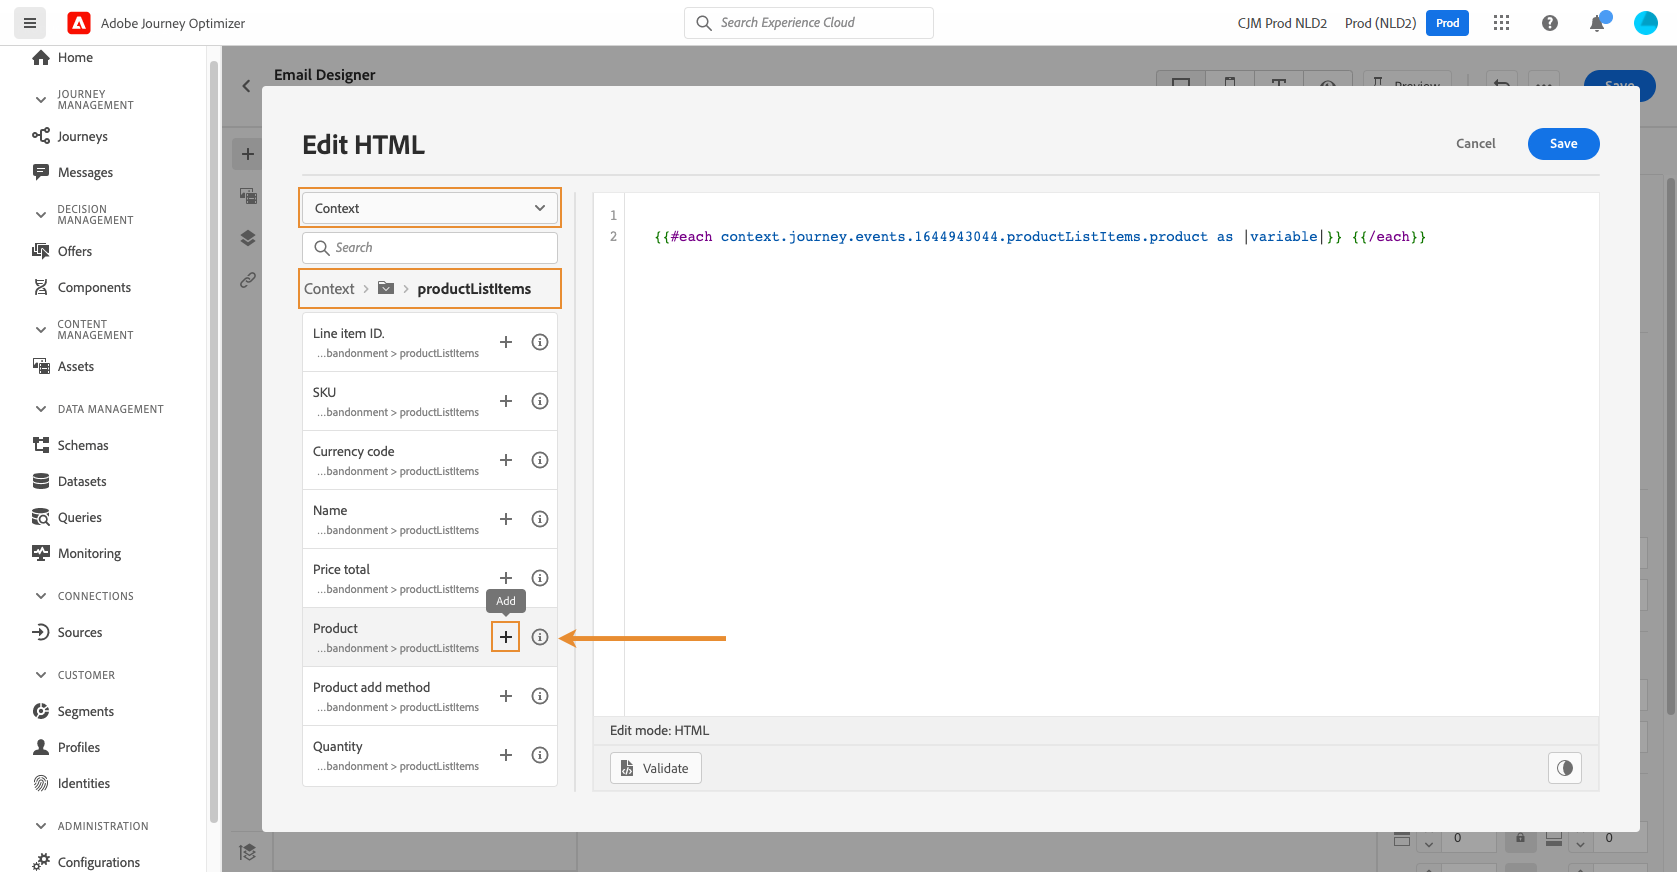 Adobe Journey Optimizer
Search Experience Cloud
CJM Prod NLD2
Prod (NLD2)
Prod
Home
JOURNEY
MANAGEMENT
Journeys
Messages
DECISION
MANAGEMENT
Offers
Components
CONTENT
MANAGEMENT
Assets
DATA MANAGEMENT
Schemas
Datasets
Queries
Monitoring
CONNECTIONS
Sources
CUSTOMER
Segments
Profiles
Identities
ADMINISTRATION
Configurations
Email Designer
Preview
Save
Edit HTML
Cancel
Save
Context
Search
Context > > productListItems
Line item ID.
...bandonment > productListItems
SKU
...bandonment > productListItems
Currency code
...bandonment > productListItems
Name
...bandonment > productListItems
Price total
...bandonment > productListItems
Add
Product
...bandonment > productListItems
Product add method
...bandonment > productListItems
Quantity
...bandonment > productListItems
1
2 {{#each context.journey.events.1644943044.productListItems.product as |variable|}} {{/each}}
Edit mode: HTML
Validate
0
0